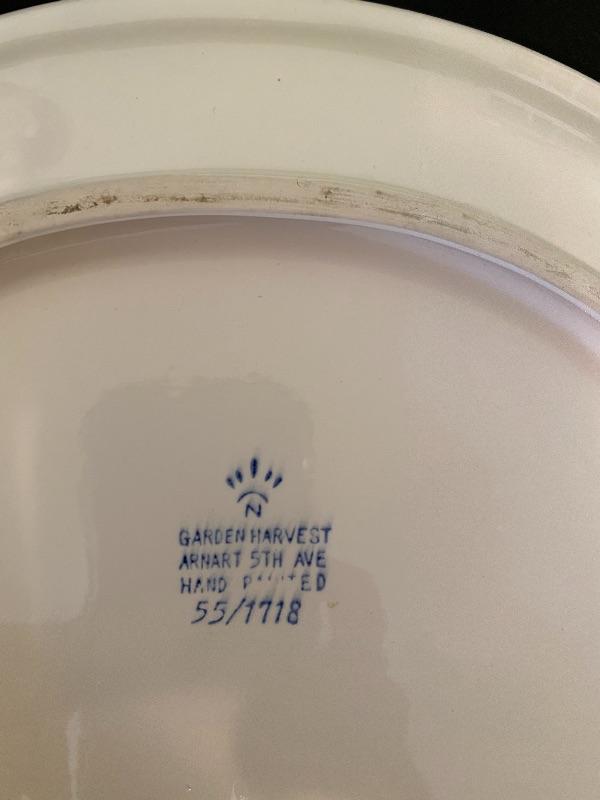 N
GARDEN HARVEST
ARNART 5TH AVE
HAND
55/1718